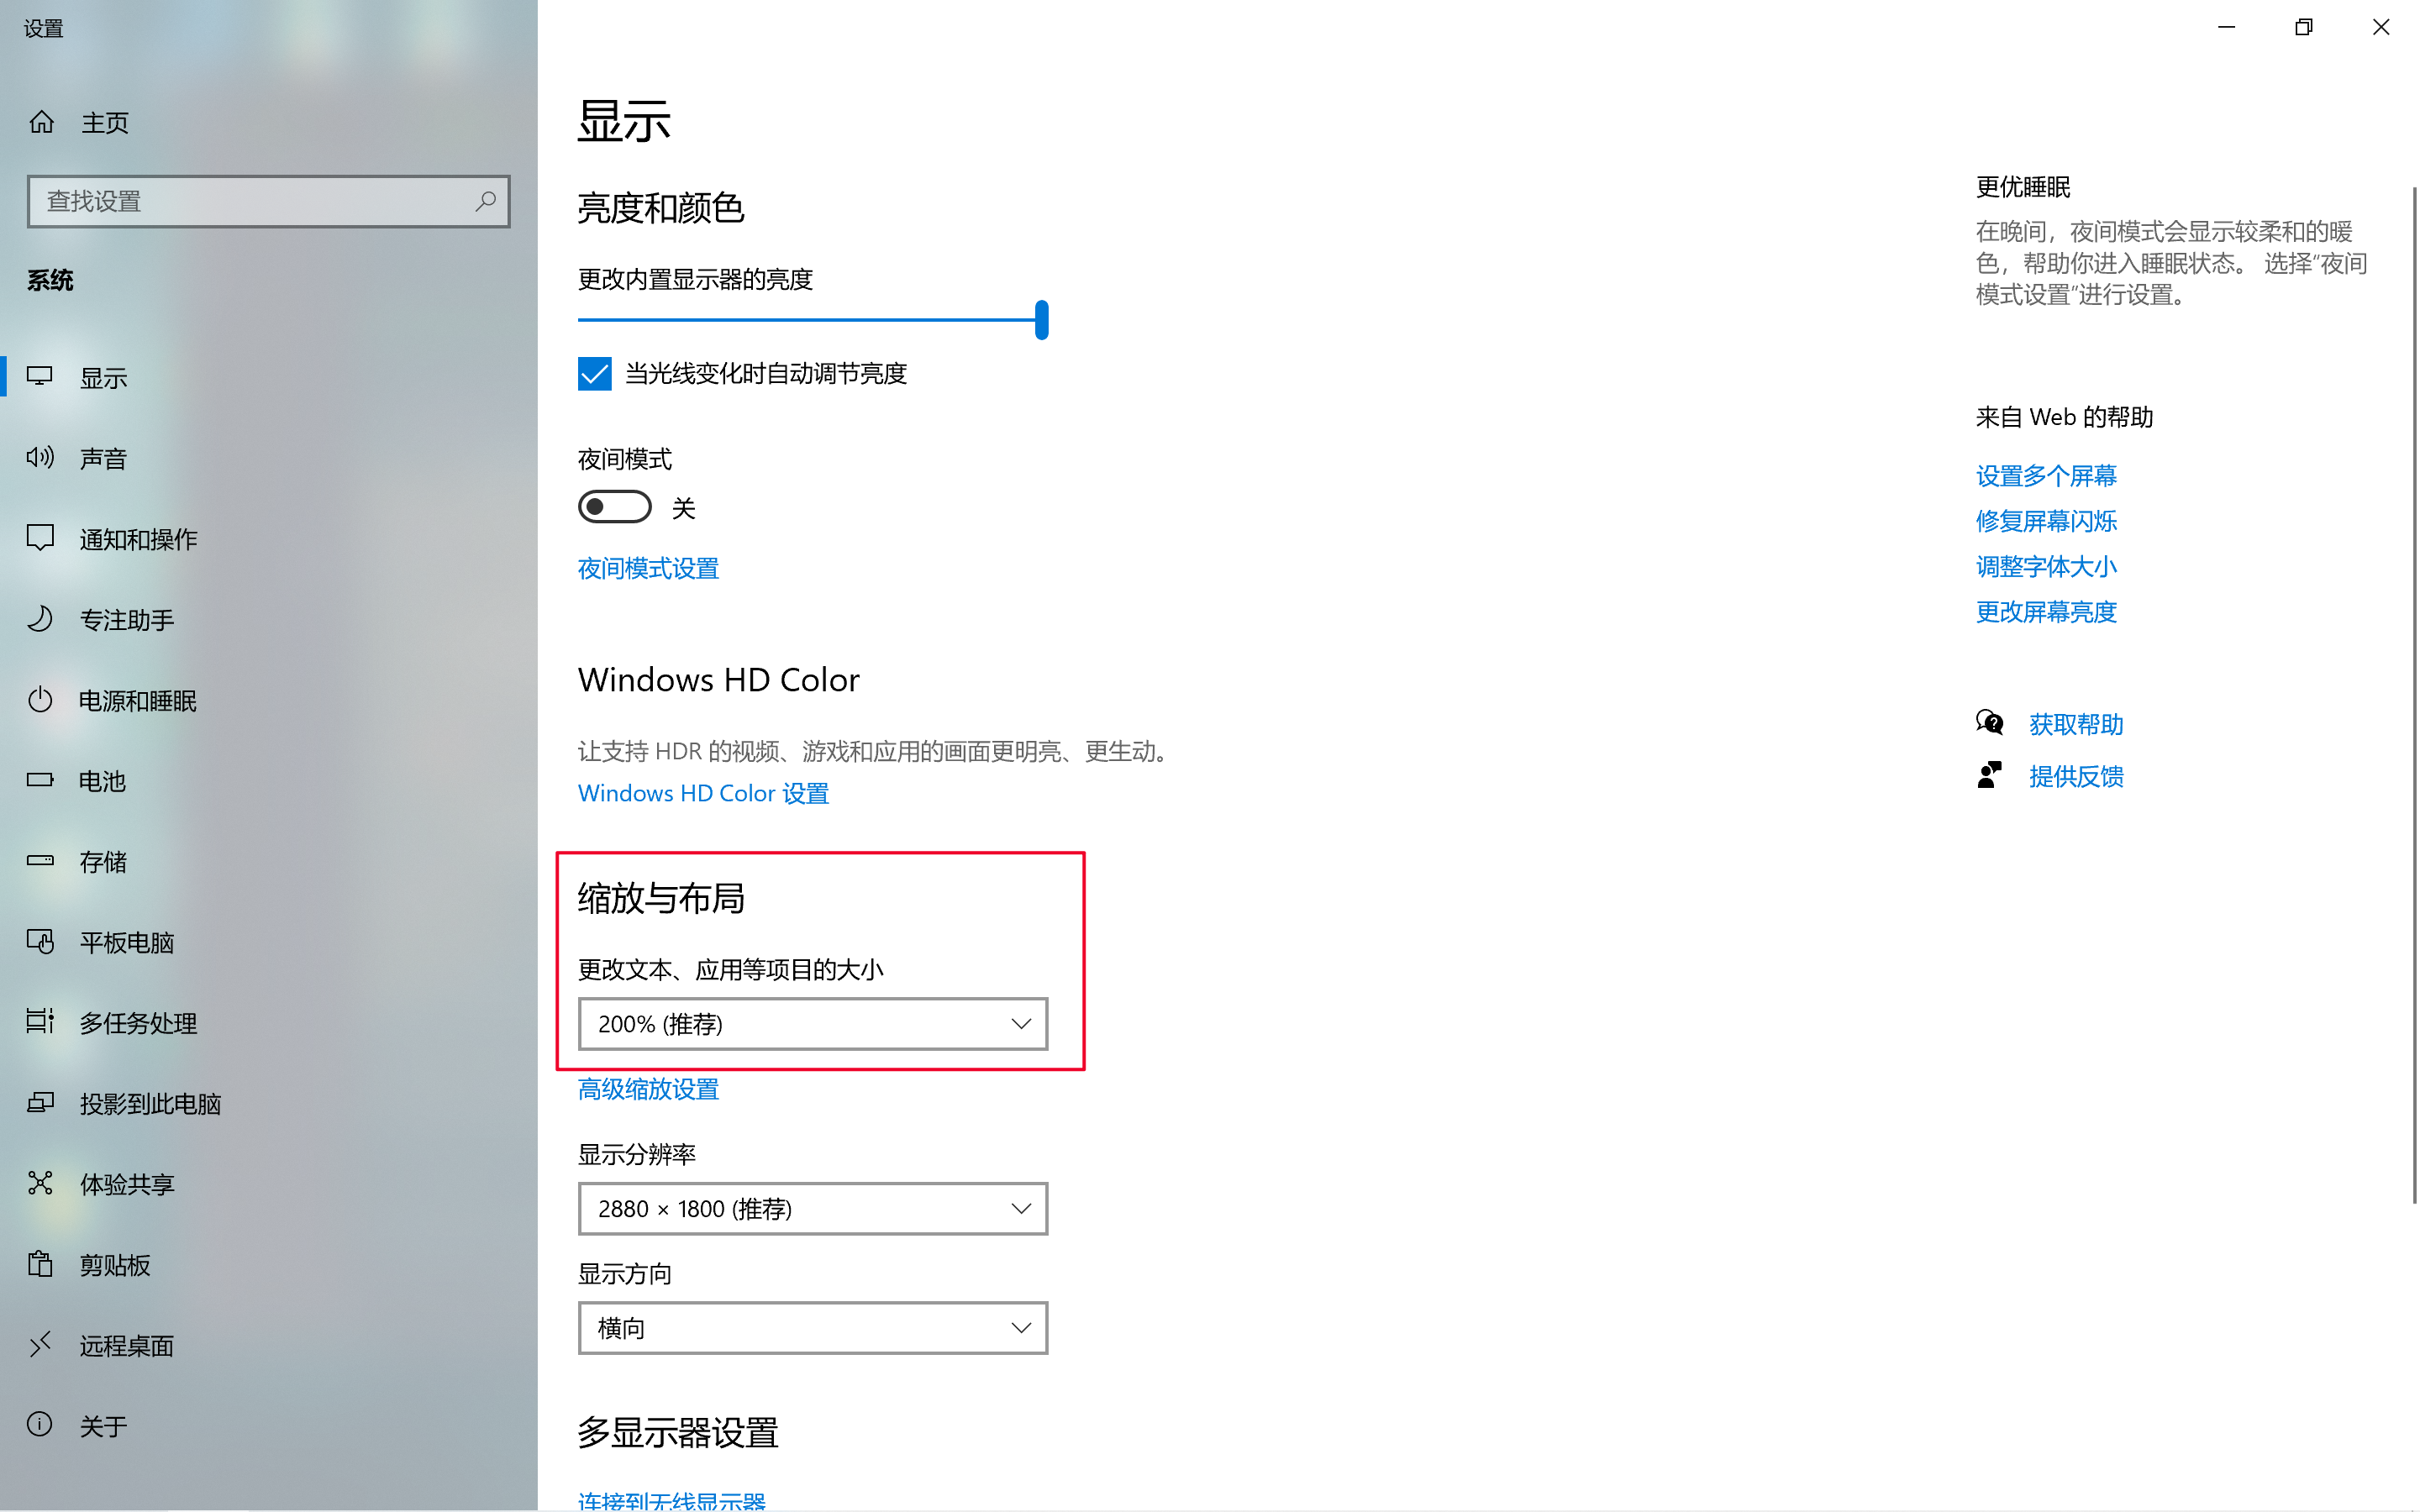 设置
主页
查找设置
系统
显示
声音
通知和操作
专注助手
电源和睡眠
电池
存储
平板电脑
多任务处理
投影到此电脑
体验共享
剪贴板
远程桌面
关于
显示
亮度和颜色
更改内置显示器的亮度
当光线变化时自动调节亮度
夜间模式
关
夜间模式设置
Windows HD Color
让支持 HDR 的视频、游戏和应用的画面更明亮、更生动。
Windows HD Color 设置
缩放与布局
更改文本、应用等项目的大小
200% (推荐)
高级缩放设置
显示分辨率
2880 × 1800 (推荐)
显示方向
横向
多显示器设置
连接到无线显示器
更优睡眠
在晚间，夜间模式会显示较柔和的暖
色，帮助你进入睡眠状态。 选择“夜间
模式设置”进行设置。
来自 Web 的帮助
设置多个屏幕
修复屏幕闪烁
调整字体大小
更改屏幕亮度
获取帮助
提供反馈